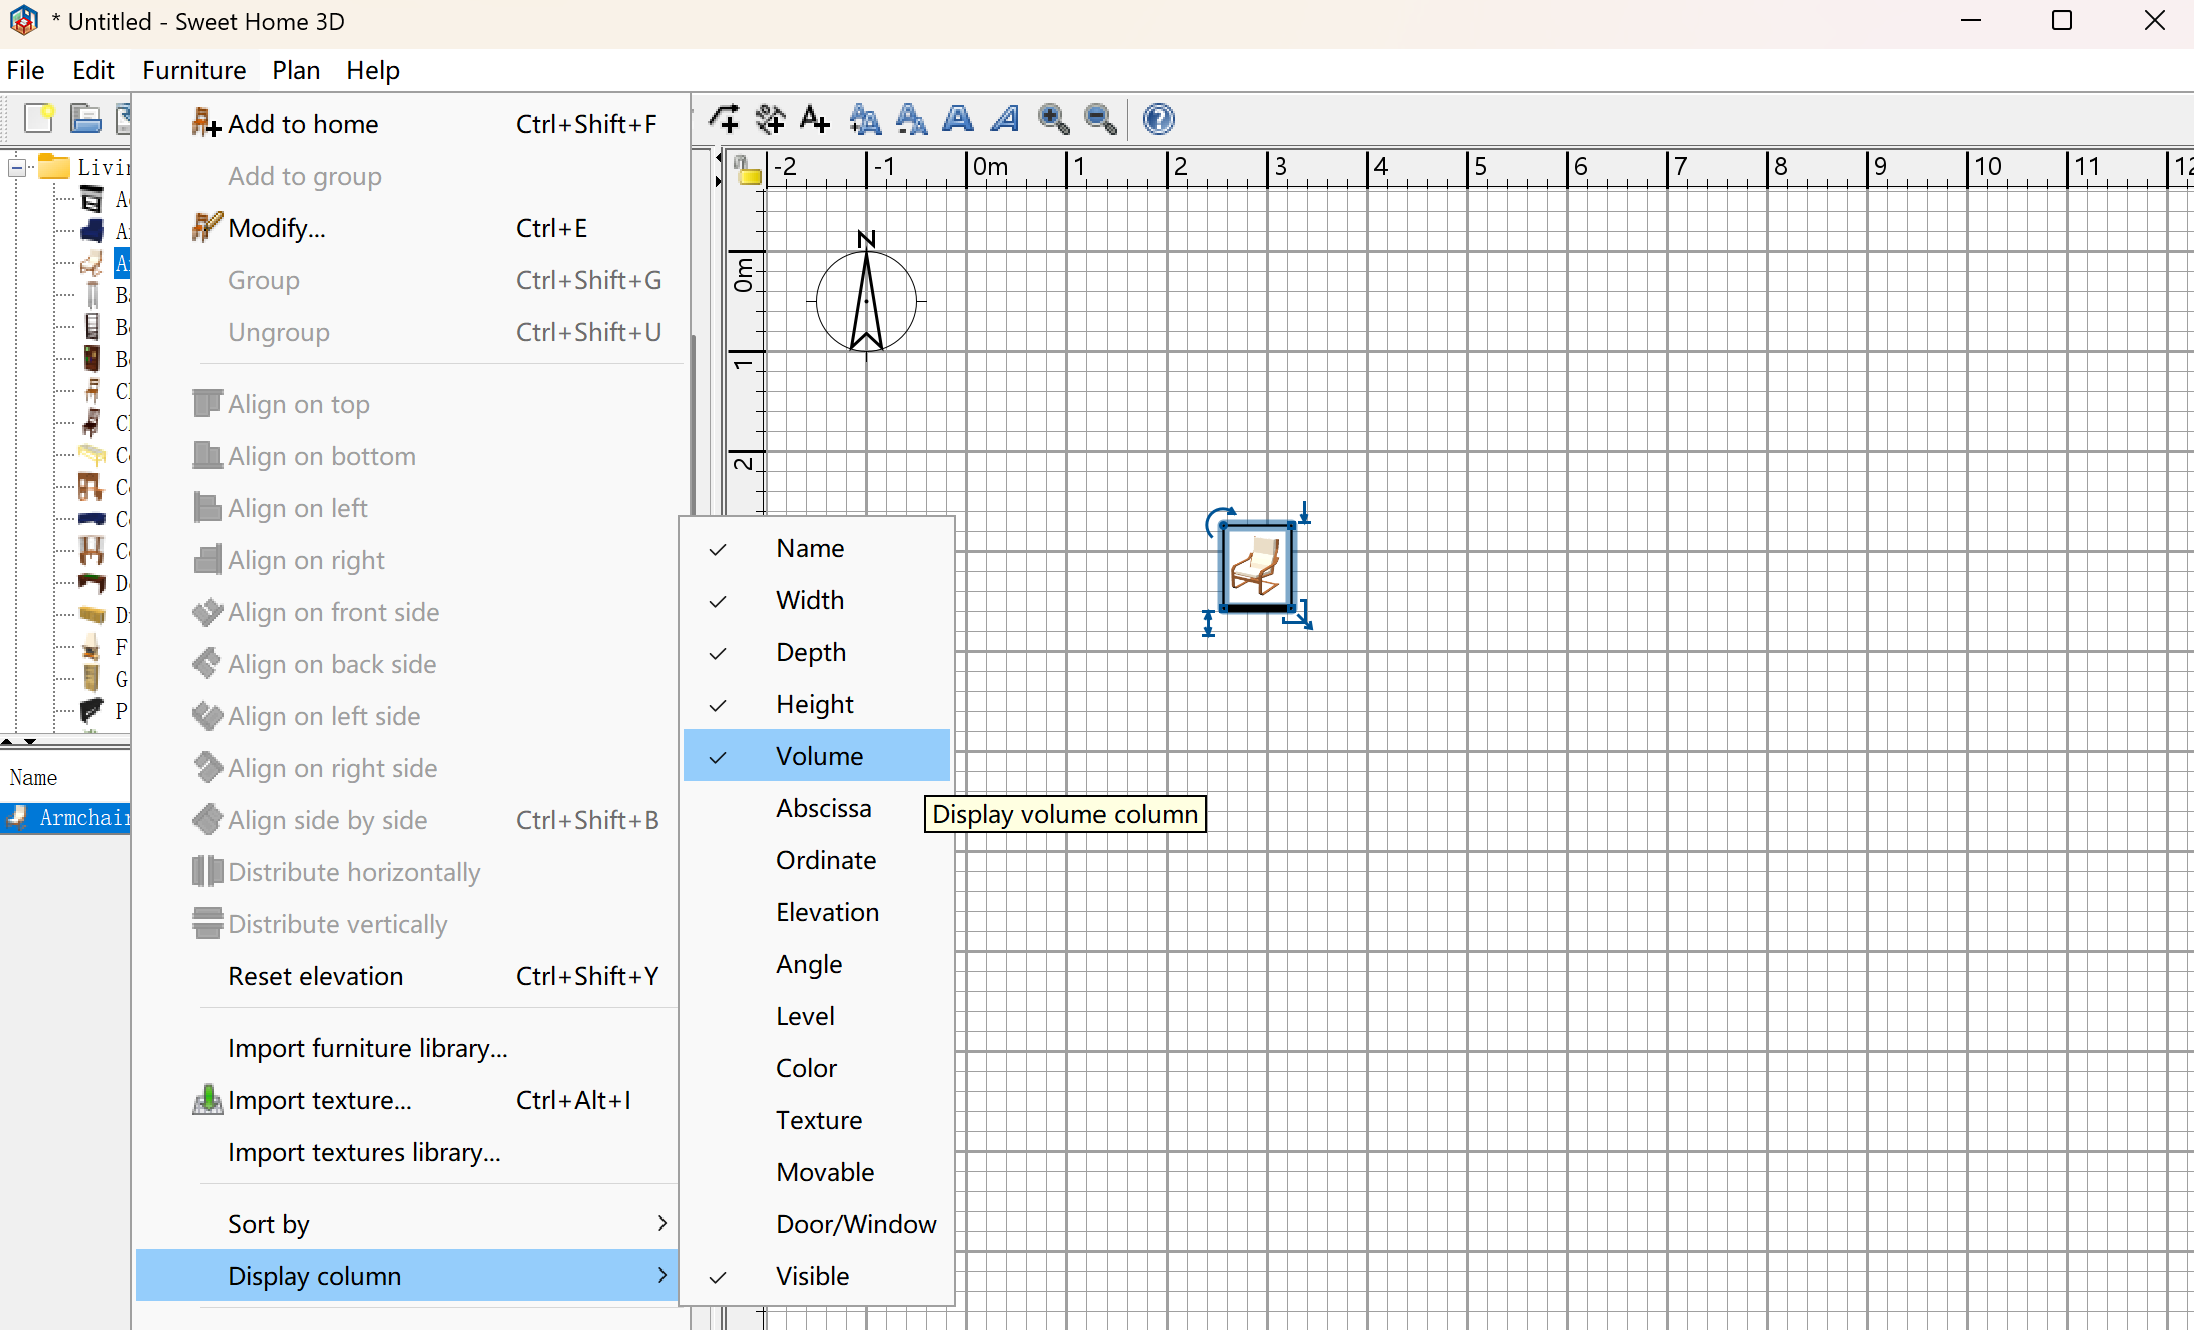 * Untitled - Sweet Home 3D
File Edit Furniture Plan Help
Add to home Ctrl+Shift+F
Add to group
Modify... Ctrl+E
Group Ctrl+Shift+G
Ungroup Ctrl+Shift+U
Align on top
Align on bottom
Align on left
Align on right
Align on front side
Align on back side
Align on left side
Align on right side
Align side by side Ctrl+Shift+B
Distribute horizontally
Distribute vertically
Reset elevation Ctrl+Shift+Y
Import furniture library...
Import texture... Ctrl+Alt+I
Import textures library...
Sort by
Display column
Name
Width
Depth
Height
Volume
Abscissa
Ordinate
Elevation
Angle
Level
Color
Texture
Movable
Door/Window
Visible
Display volume column
Name
Armchair
-2 -1 0m 1 2 3 4 5 6 7 8 9 10 11 12
N
0m
1
2